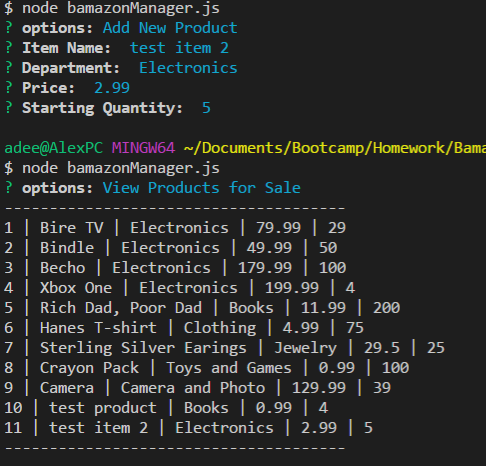 $ node bamazonManager.js
? options: Add New Product
? Item Name:  test item 2
? Department:  Electronics
? Price:  2.99
? Starting Quantity:  5
adee@AlexPC MINGW64 ~/Documents/Bootcamp/Homework/Bama
$ node bamazonManager.js
? options: View Products for Sale
--------------------------------------
1 | Bire TV | Electronics | 79.99 | 29
2 | Bindle | Electronics | 49.99 | 50
3 | Becho | Electronics | 179.99 | 100
4 | Xbox One | Electronics | 199.99 | 4
5 | Rich Dad, Poor Dad | Books | 11.99 | 200
6 | Hanes T-shirt | Clothing | 4.99 | 75
7 | Sterling Silver Earings | Jewelry | 29.5 | 25
8 | Crayon Pack | Toys and Games | 0.99 | 100
9 | Camera | Camera and Photo | 129.99 | 39
10 | test product | Books | 0.99 | 4
11 | test item 2 | Electronics | 2.99 | 5
--------------------------------------